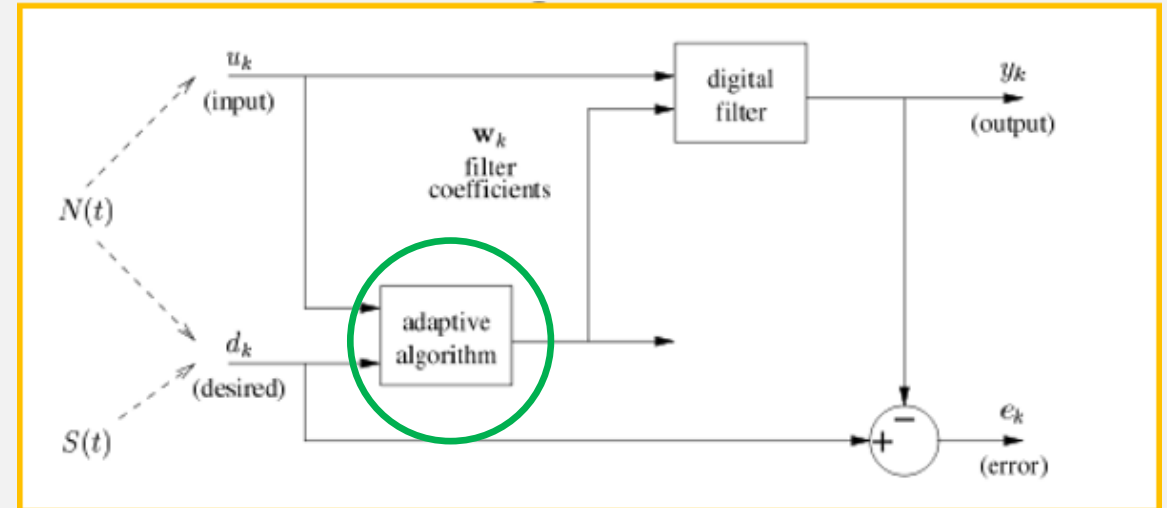 u_k
(input)
digital
filter
y_k
(output)
w_k
filter
coefficients
N(t)
adaptive
algorithm
d_k
(desired)
S(t)
−
+
e_k
(error)